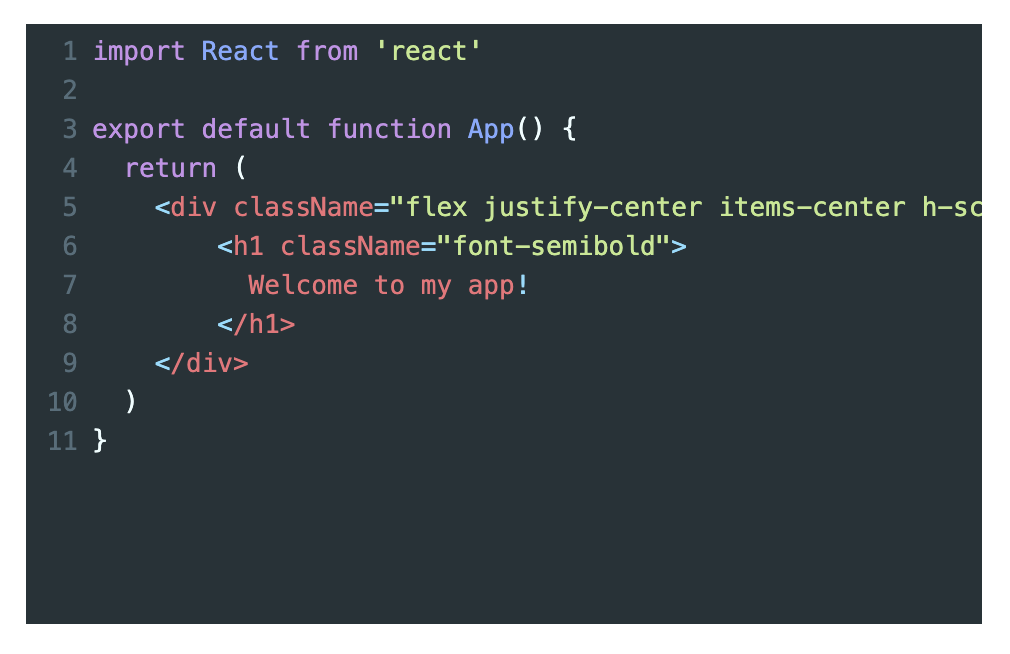 1 import React from 'react'
2
3 export default function App() {
4   return (
5     <div className="flex justify-center items-center h-sc
6         <h1 className="font-semibold">
7           Welcome to my app!
8         </h1>
9     </div>
10   )
11 }